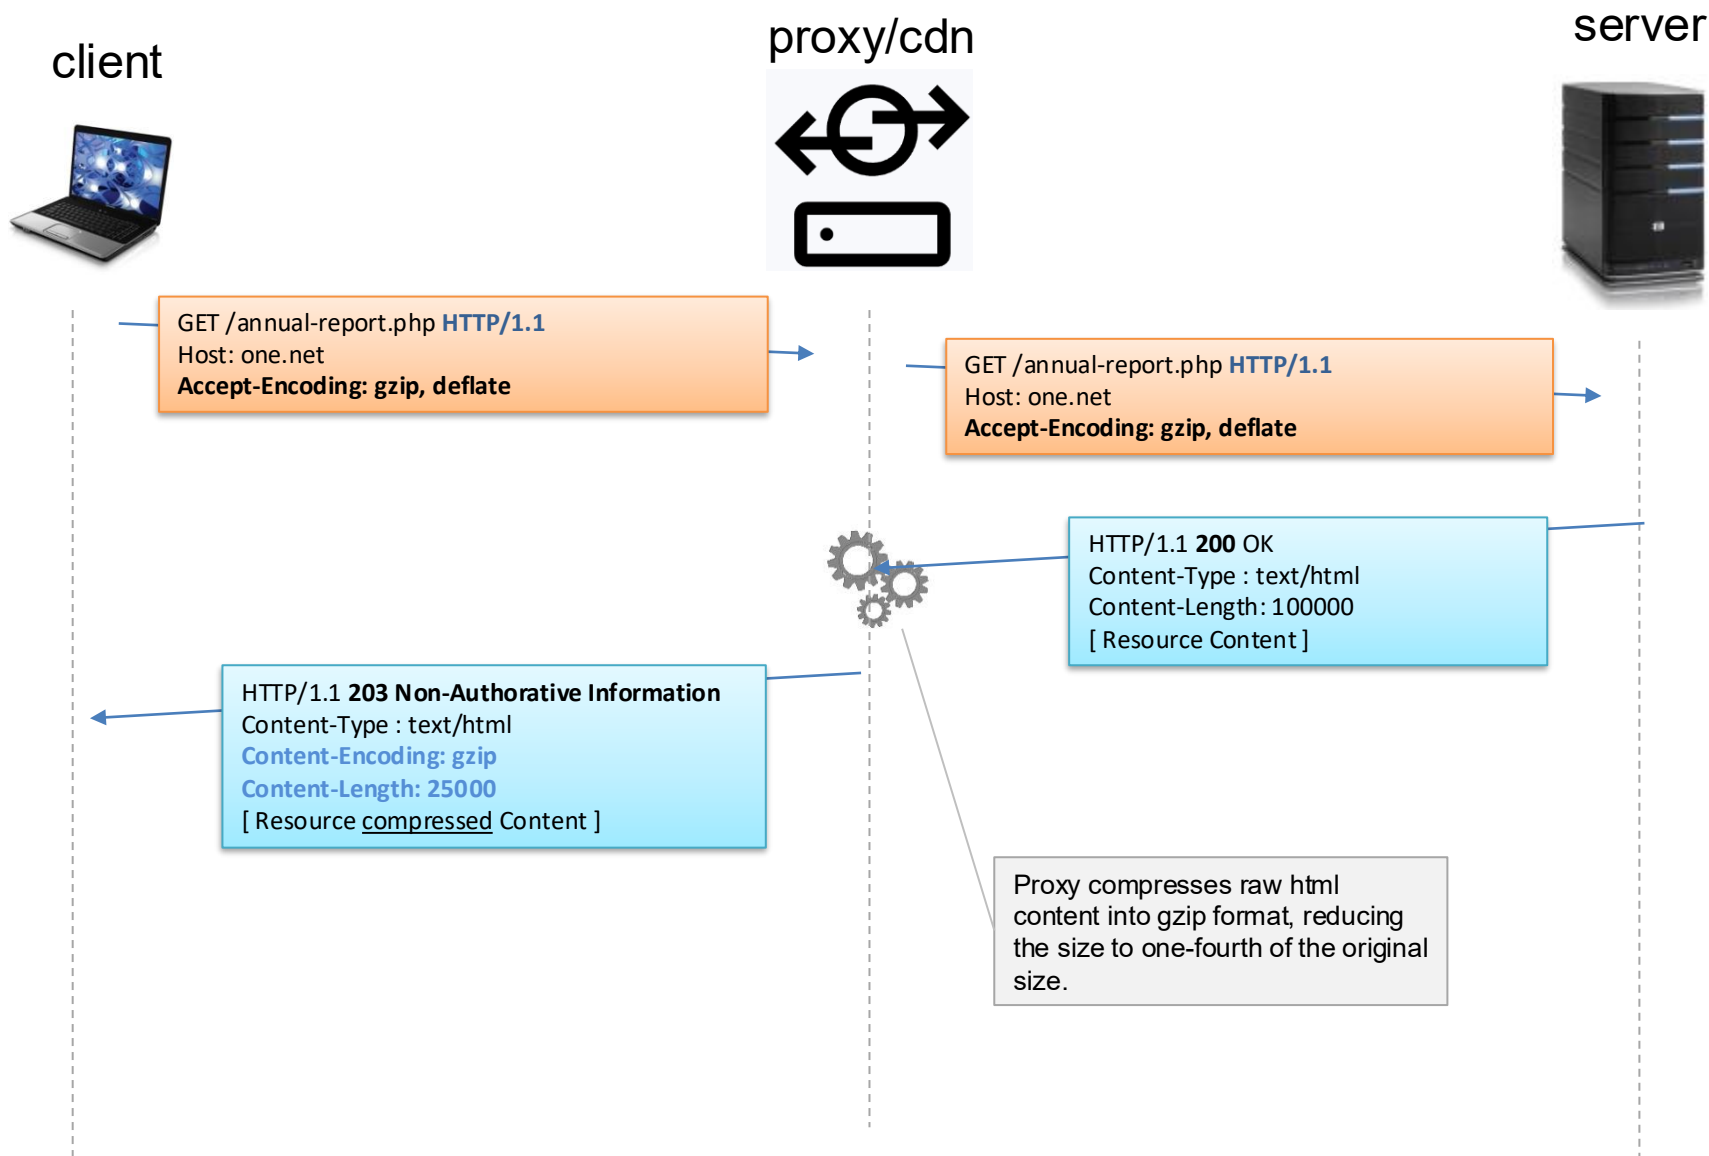 client
proxy/cdn
server
GET /annual-report.php HTTP/1.1
Host: one.net
Accept-Encoding: gzip, deflate
GET /annual-report.php HTTP/1.1
Host: one.net
Accept-Encoding: gzip, deflate
HTTP/1.1 200 OK
Content-Type : text/html
Content-Length: 100000
[ Resource Content ]
HTTP/1.1 203 Non-Authorative Information
Content-Type : text/html
Content-Encoding: gzip
Content-Length: 25000
[ Resource compressed Content ]
Proxy compresses raw html
content into gzip format, reducing
the size to one-fourth of the original
size.